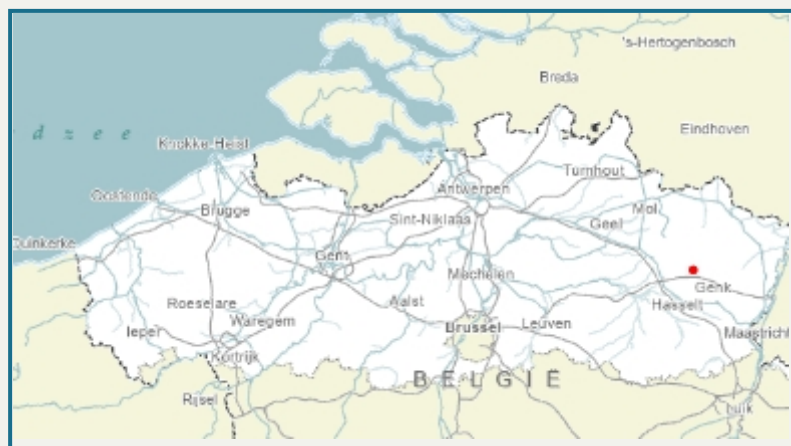 's-Hertogenbosch
Breda
d z e e
Eindhoven
Knokke-Heist
Turnhout
Oostende
Antwerpen
Mol
Brugge
Sint-Niklaas
Geel
Duinkerke
Gent
Mechelen
Genk
Roeselare
Aalst
Hasselt
Ieper
Waregem
Brussel
Leuven
Maastricht
Kortrijk
BELGIË
Rijsel
Luik